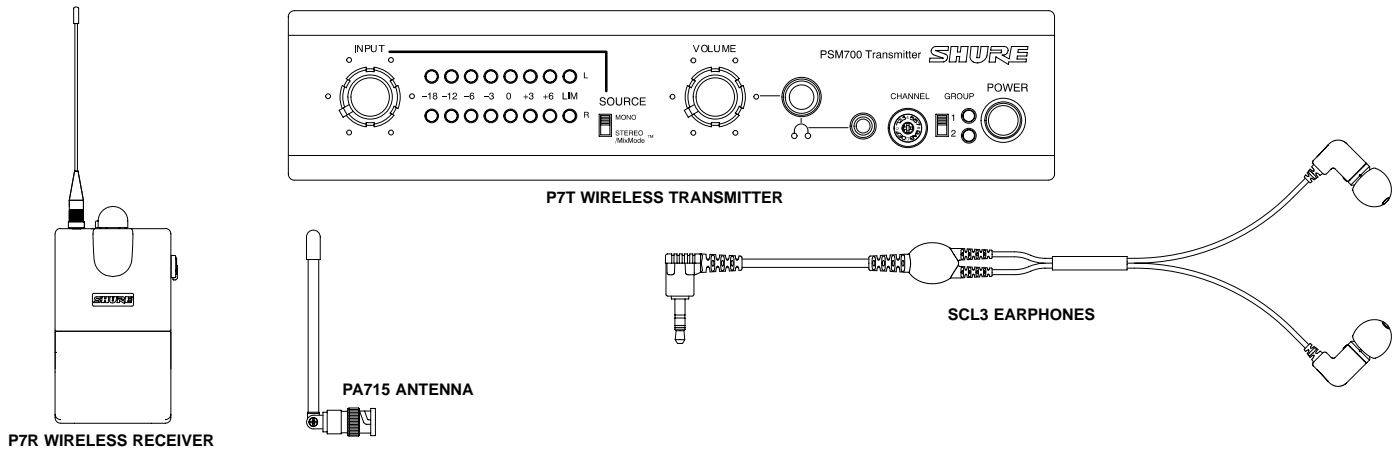 INPUT
VOLUME
PSM700 Transmitter SHURE
L
-18 -12 -6 -3 0 +3 +6 LIM
R
SOURCE
MONO
STEREO
/MixMode ™
CHANNEL
GROUP
1
2
POWER
P7T WIRELESS TRANSMITTER
SHURE
P7R WIRELESS RECEIVER
PA715 ANTENNA
SCL3 EARPHONES